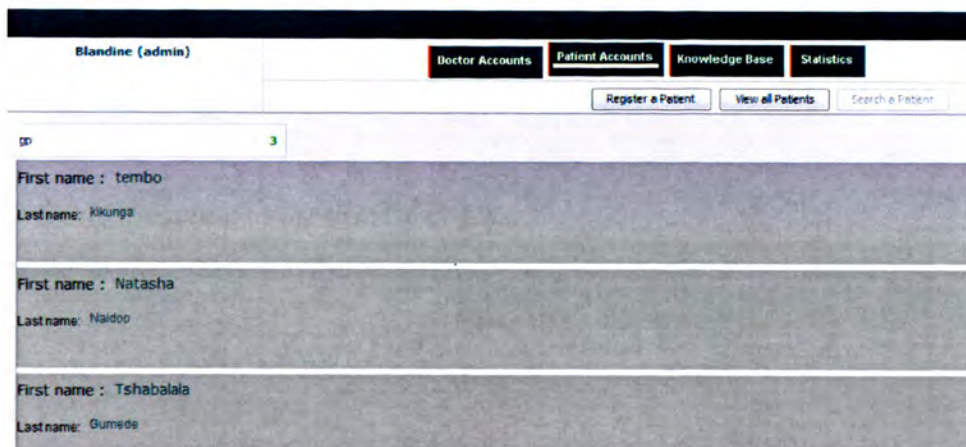 Blandine (admin)
Doctor Accounts Patient Accounts Knowledge Base Statistics
Register a Patient View all Patients Search a Patient
gp 3
First name : tembo
Last name: kikunga
First name : Natasha
Last name: Naidoo
First name : Tshabalala
Last name: Gumede